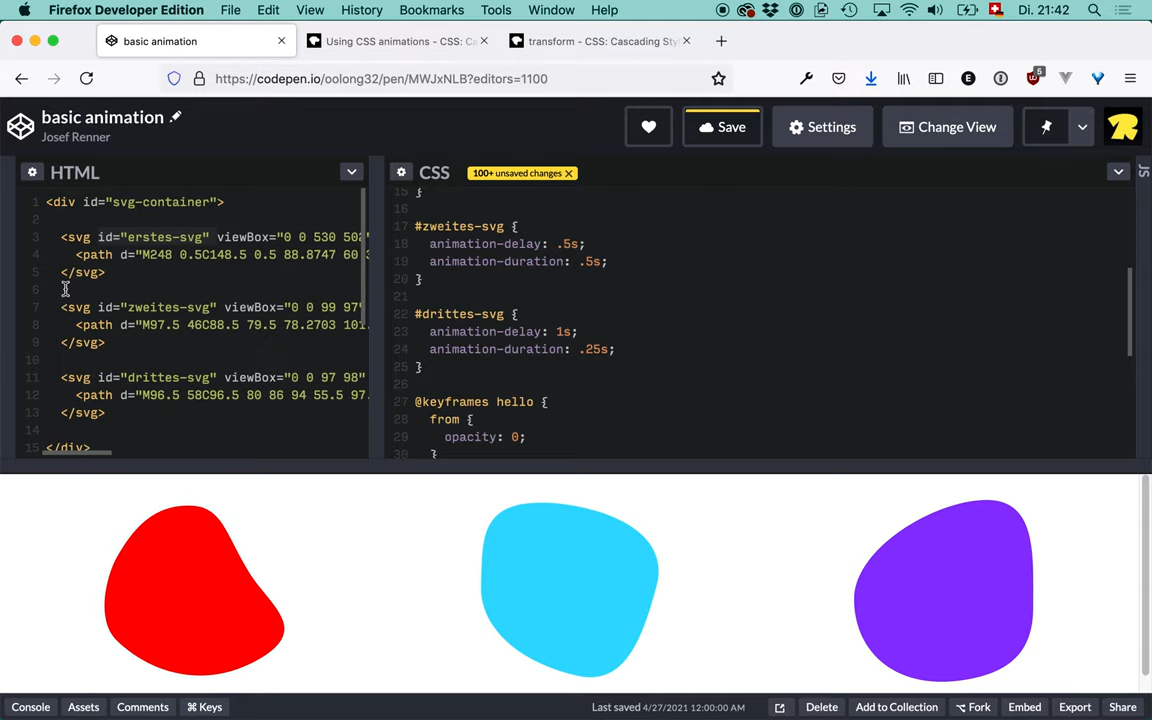 Firefox Developer Edition File Edit View History Bookmarks Tools Window Help Di. 21:42
basic animation
Using CSS animations - CSS: Ca
transform - CSS: Cascading Sty
https://codepen.io/oolong32/pen/MWJxNLB?editors=1100
5
basic animation
Josef Renner
Save
Settings
Change View
HTML
1 <div id="svg-container">
2
3 <svg id="erstes-svg" viewBox="0 0 530 502"
4 <path d="M248 0.5C148.5 0.5 88.8747 60
5 </svg>
6
7 <svg id="zweites-svg" viewBox="0 0 99 97"
8 <path d="M97.5 46C88.5 79.5 78.2703 101.
9 </svg>
10
11 <svg id="drittes-svg" viewBox="0 0 97 98"
12 <path d="M96.5 58C96.5 80 86 94 55.5 97.
13 </svg>
14
15 </div>
CSS 100+ unsaved changes
JS
15 }
16
17 #zweites-svg {
18 animation-delay: .5s;
19 animation-duration: .5s;
20 }
21
22 #drittes-svg {
23 animation-delay: 1s;
24 animation-duration: .25s;
25 }
26
27 @keyframes hello {
28 from {
29 opacity: 0;
30 }
Console Assets Comments ⌘ Keys Last saved 4/27/2021 12:00:00 AM Delete Add to Collection Fork Embed Export Share